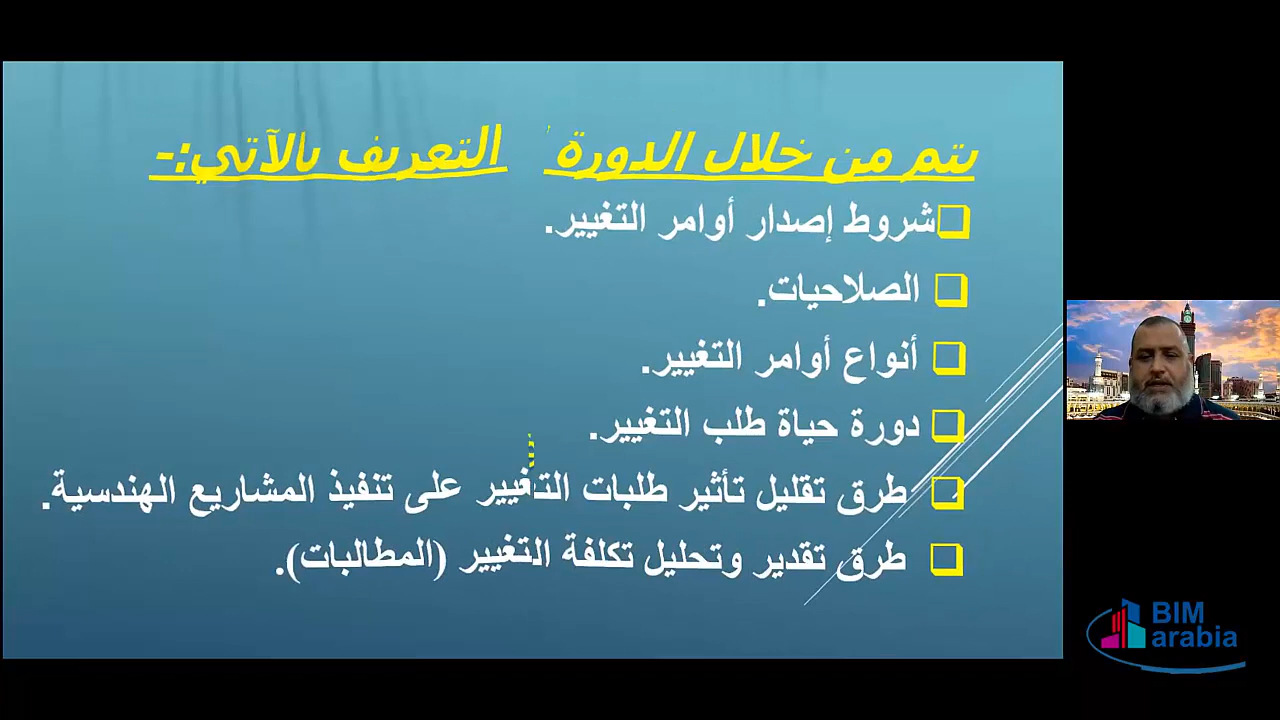 يتم من خلال الدورة التعريف بالآتي:-
شروط إصدار أوامر التغيير.
الصلاحيات.
أنواع أوامر التغيير.
دورة حياة طلب التغيير.
طرق تقليل تأثير طلبات التغيير على تنفيذ المشاريع الهندسية.
طرق تقدير وتحليل تكلفة التغيير (المطالبات).
BIM
arabia